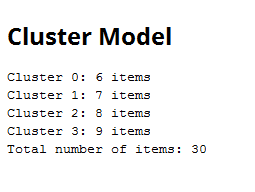 Cluster Model
Cluster 0: 6 items
Cluster 1: 7 items
Cluster 2: 8 items
Cluster 3: 9 items
Total number of items: 30